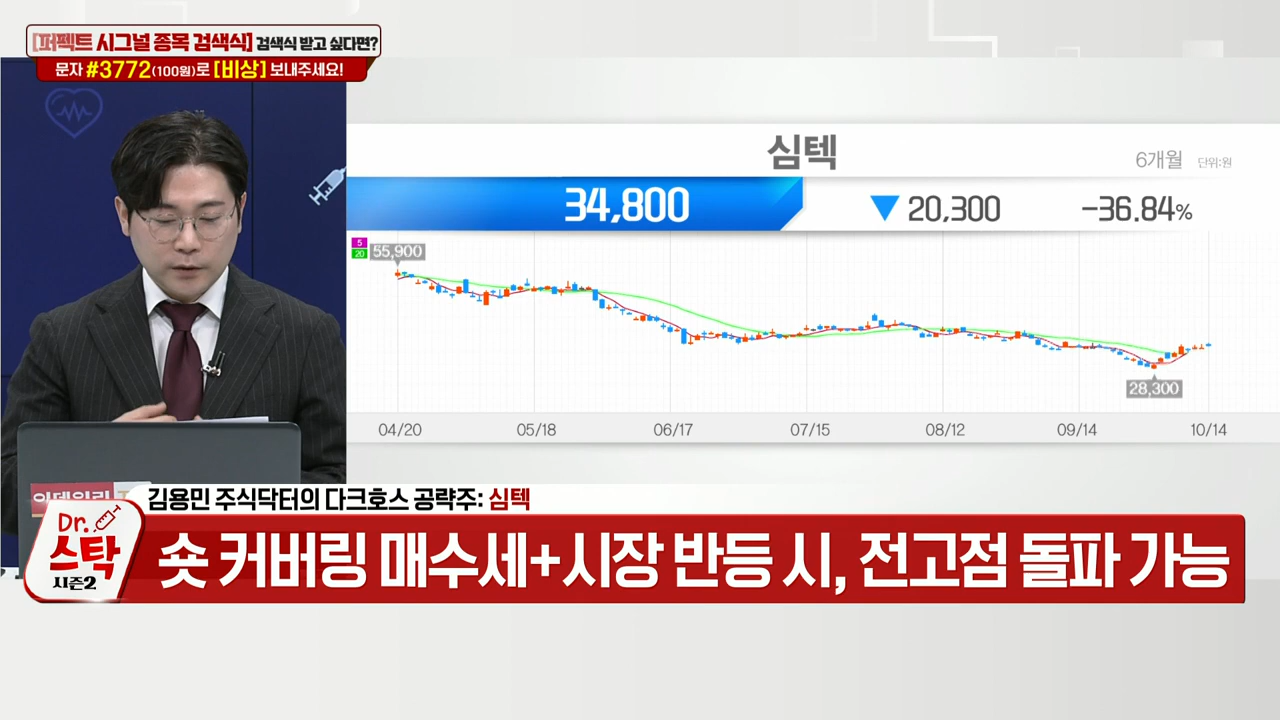 [퍼펙트 시그널 종목 검색식] 검색식 받고 싶다면?
문자 #3772(100원)로 [비상] 보내주세요!
심텍
6개월 단위:원
34,800 ▼ 20,300 -36.84%
5
20
55,900
28,300
04/20 05/18 06/17 07/15 08/12 09/14 10/14
이데일리
김용민 주식닥터의 다크호스 공략주: 심텍
Dr.
스탁
시즌2
숏 커버링 매수세+시장 반등 시, 전고점 돌파 가능